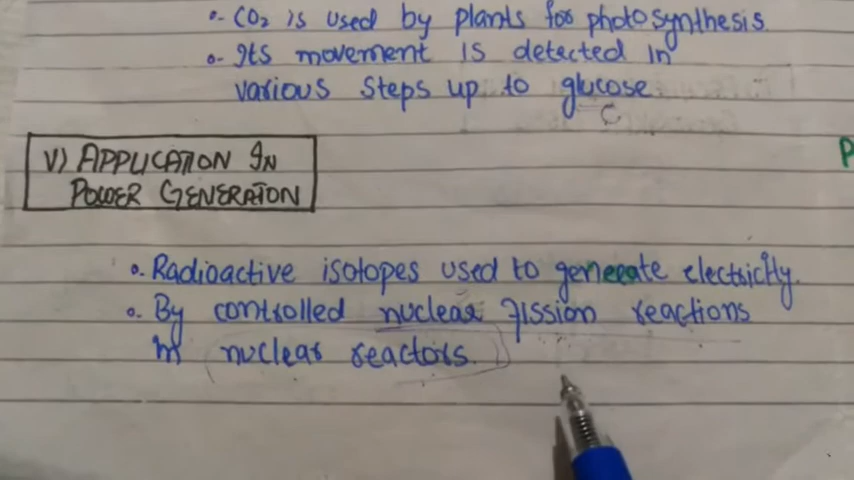 o- CO₂ is used by plants for photosynthesis.
o- Its movement is detected in
various steps up to glucose
C
V) APPLICATION IN
POWER GENERATON
o. Radioactive isotopes used to generate electricity.
o. By controlled nuclear fission reactions
in nuclear reactors.
P